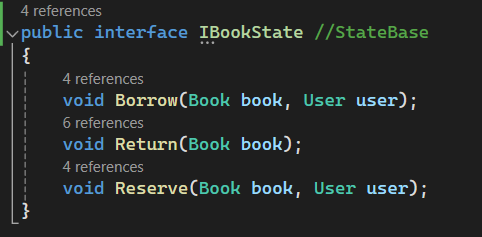 4 references
public interface IBookState //StateBase
{
4 references
void Borrow(Book book, User user);
6 references
void Return(Book book);
4 references
void Reserve(Book book, User user);
}